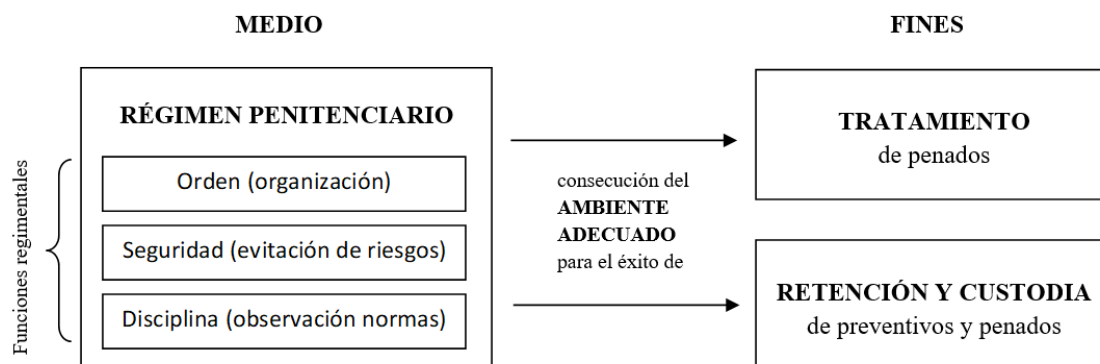 MEDIO
FINES
Funciones regimentales
RÉGIMEN PENITENCIARIO
Orden (organización)
Seguridad (evitación de riesgos)
Disciplina (observación normas)
consecución del
AMBIENTE
ADECUADO
para el éxito de
TRATAMIENTO
de penados
RETENCIÓN Y CUSTODIA
de preventivos y penados